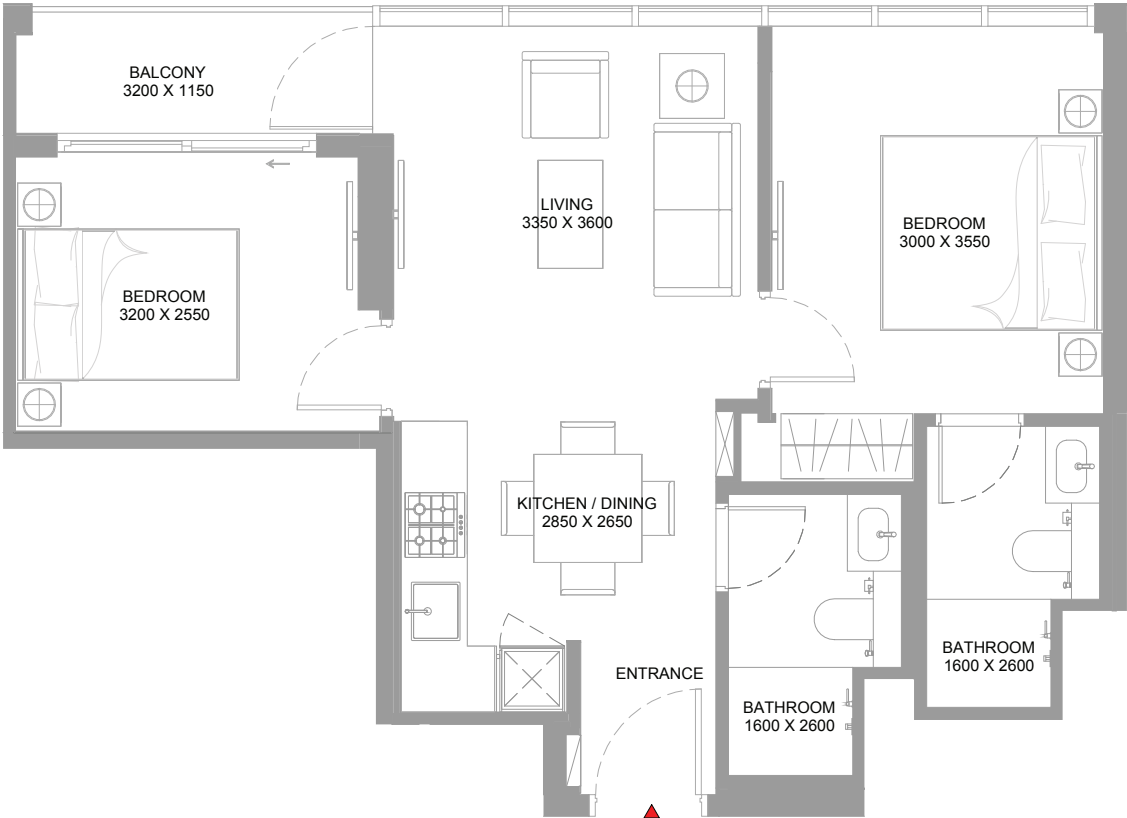 BALCONY
3200 X 1150
LIVING
3350 X 3600
BEDROOM
3000 X 3550
BEDROOM
3200 X 2550
KITCHEN / DINING
2850 X 2650
ENTRANCE
BATHROOM
1600 X 2600
BATHROOM
1600 X 2600